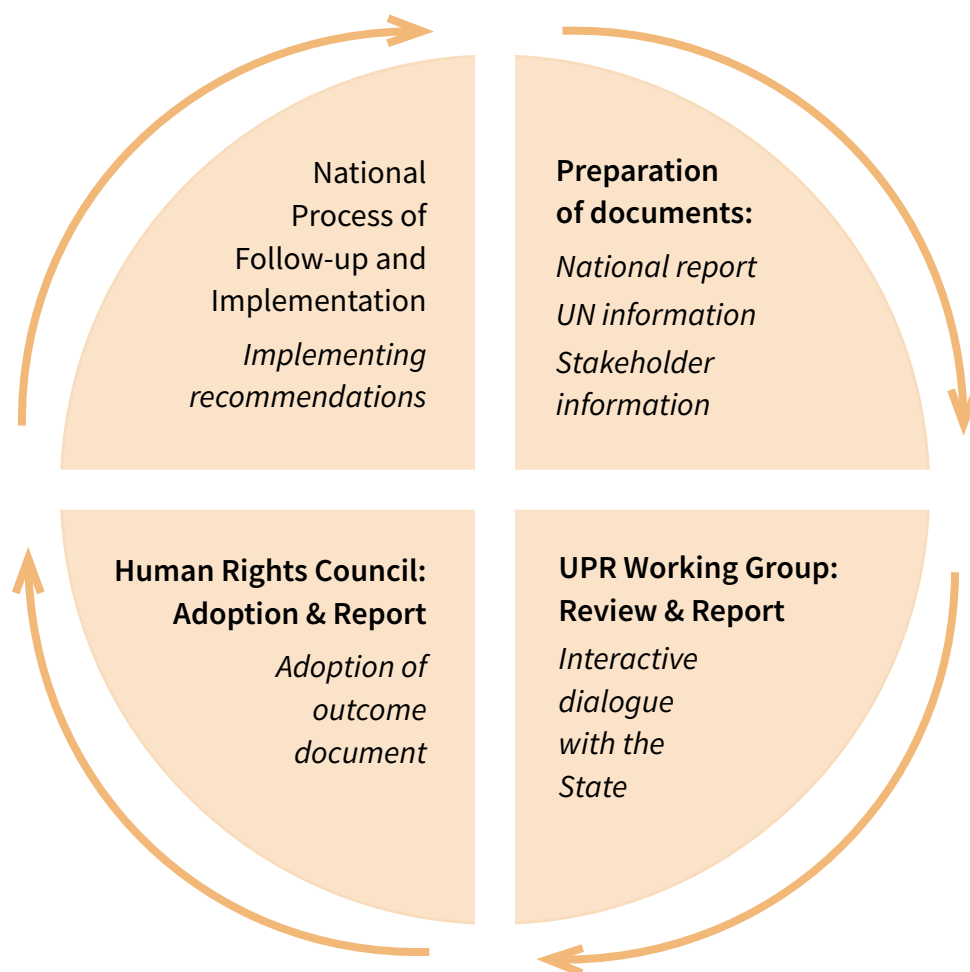 National
Process of
Follow-up and
Implementation
Implementing
recommendations
Preparation
of documents:
National report
UN information
Stakeholder
information
Human Rights Council:
Adoption & Report
Adoption of
outcome
document
UPR Working Group:
Review & Report
Interactive
dialogue
with the
State